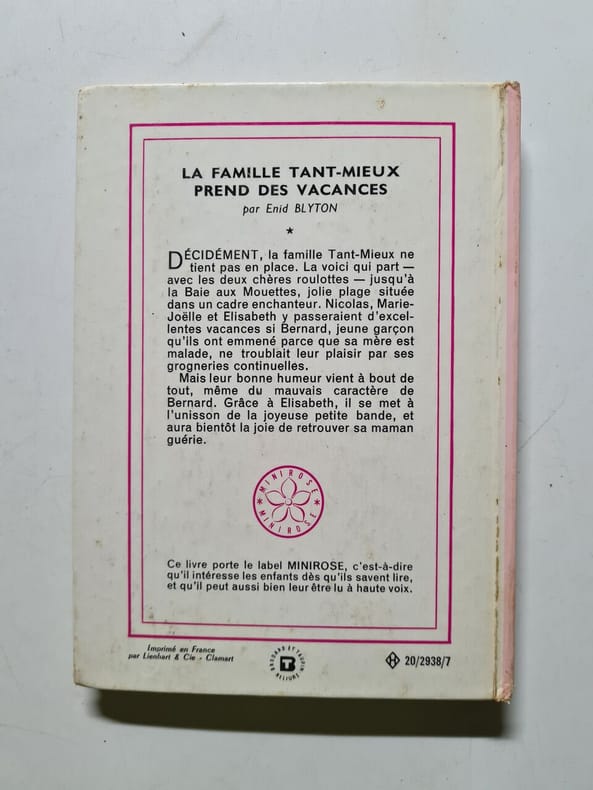 LA FAMILLE TANT-MIEUX
PREND DES VACANCES
par Enid BLYTON
*
DÉCIDÉMENT, la famille Tant-Mieux ne
tient pas en place. La voici qui part —
avec les deux chères roulottes — jusqu'à
la Baie aux Mouettes, jolie plage située
dans un cadre enchanteur. Nicolas, Marie-
Joëlle et Elisabeth y passeraient d'excel-
lentes vacances si Bernard, jeune garçon
qu'ils ont emmené parce que sa mère est
malade, ne troublait leur plaisir par ses
grogneries continuelles.
Mais leur bonne humeur vient à bout de
tout, même du mauvais caractère de
Bernard. Grâce à Elisabeth, il se met à
l'unisson de la joyeuse petite bande, et
aura bientôt la joie de retrouver sa maman
guérie.
MINIROSE * MINIROSE *
Ce livre porte le label MINIROSE, c'est-à-dire
qu'il intéresse les enfants dès qu'ils savent lire,
et qu'il peut aussi bien leur être lu à haute voix.
Imprimé en France
par Lienhart & Cie - Clamart
BRODARD ET TAUPIN
RELIURE
B T
H 20/2938/7